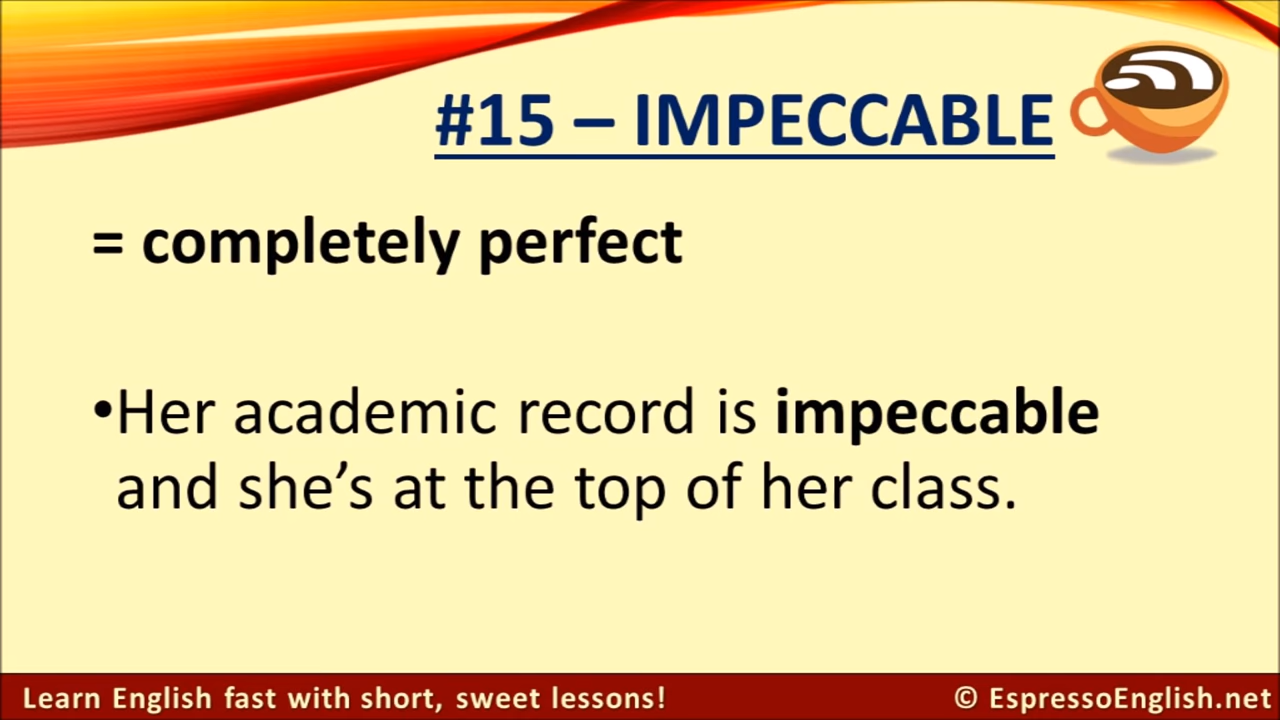 #15 – IMPECCABLE
= completely perfect
•Her academic record is impeccable
and she’s at the top of her class.
Learn English fast with short, sweet lessons!
© EspressoEnglish.net